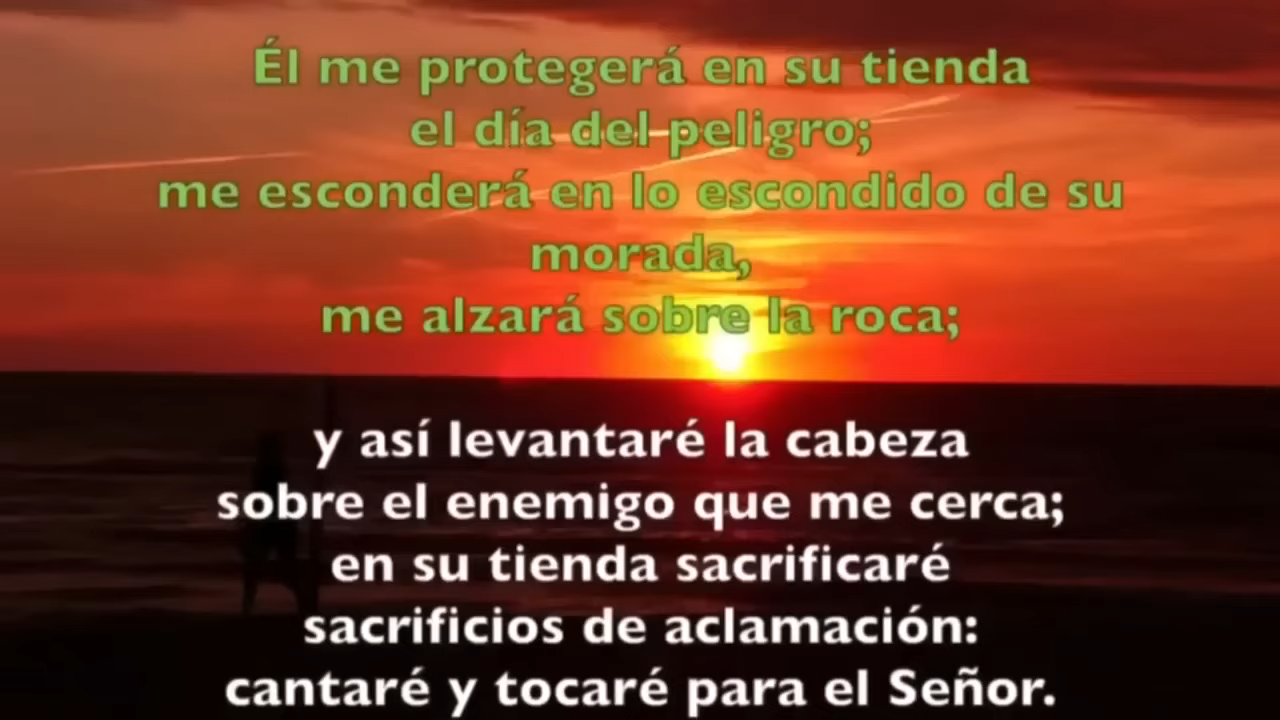 Él me protegerá en su tienda
el día del peligro;
me esconderá en lo escondido de su
morada,
me alzará sobre la roca;
y así levantaré la cabeza
sobre el enemigo que me cerca;
en su tienda sacrificaré
sacrificios de aclamación:
cantaré y tocaré para el Señor.